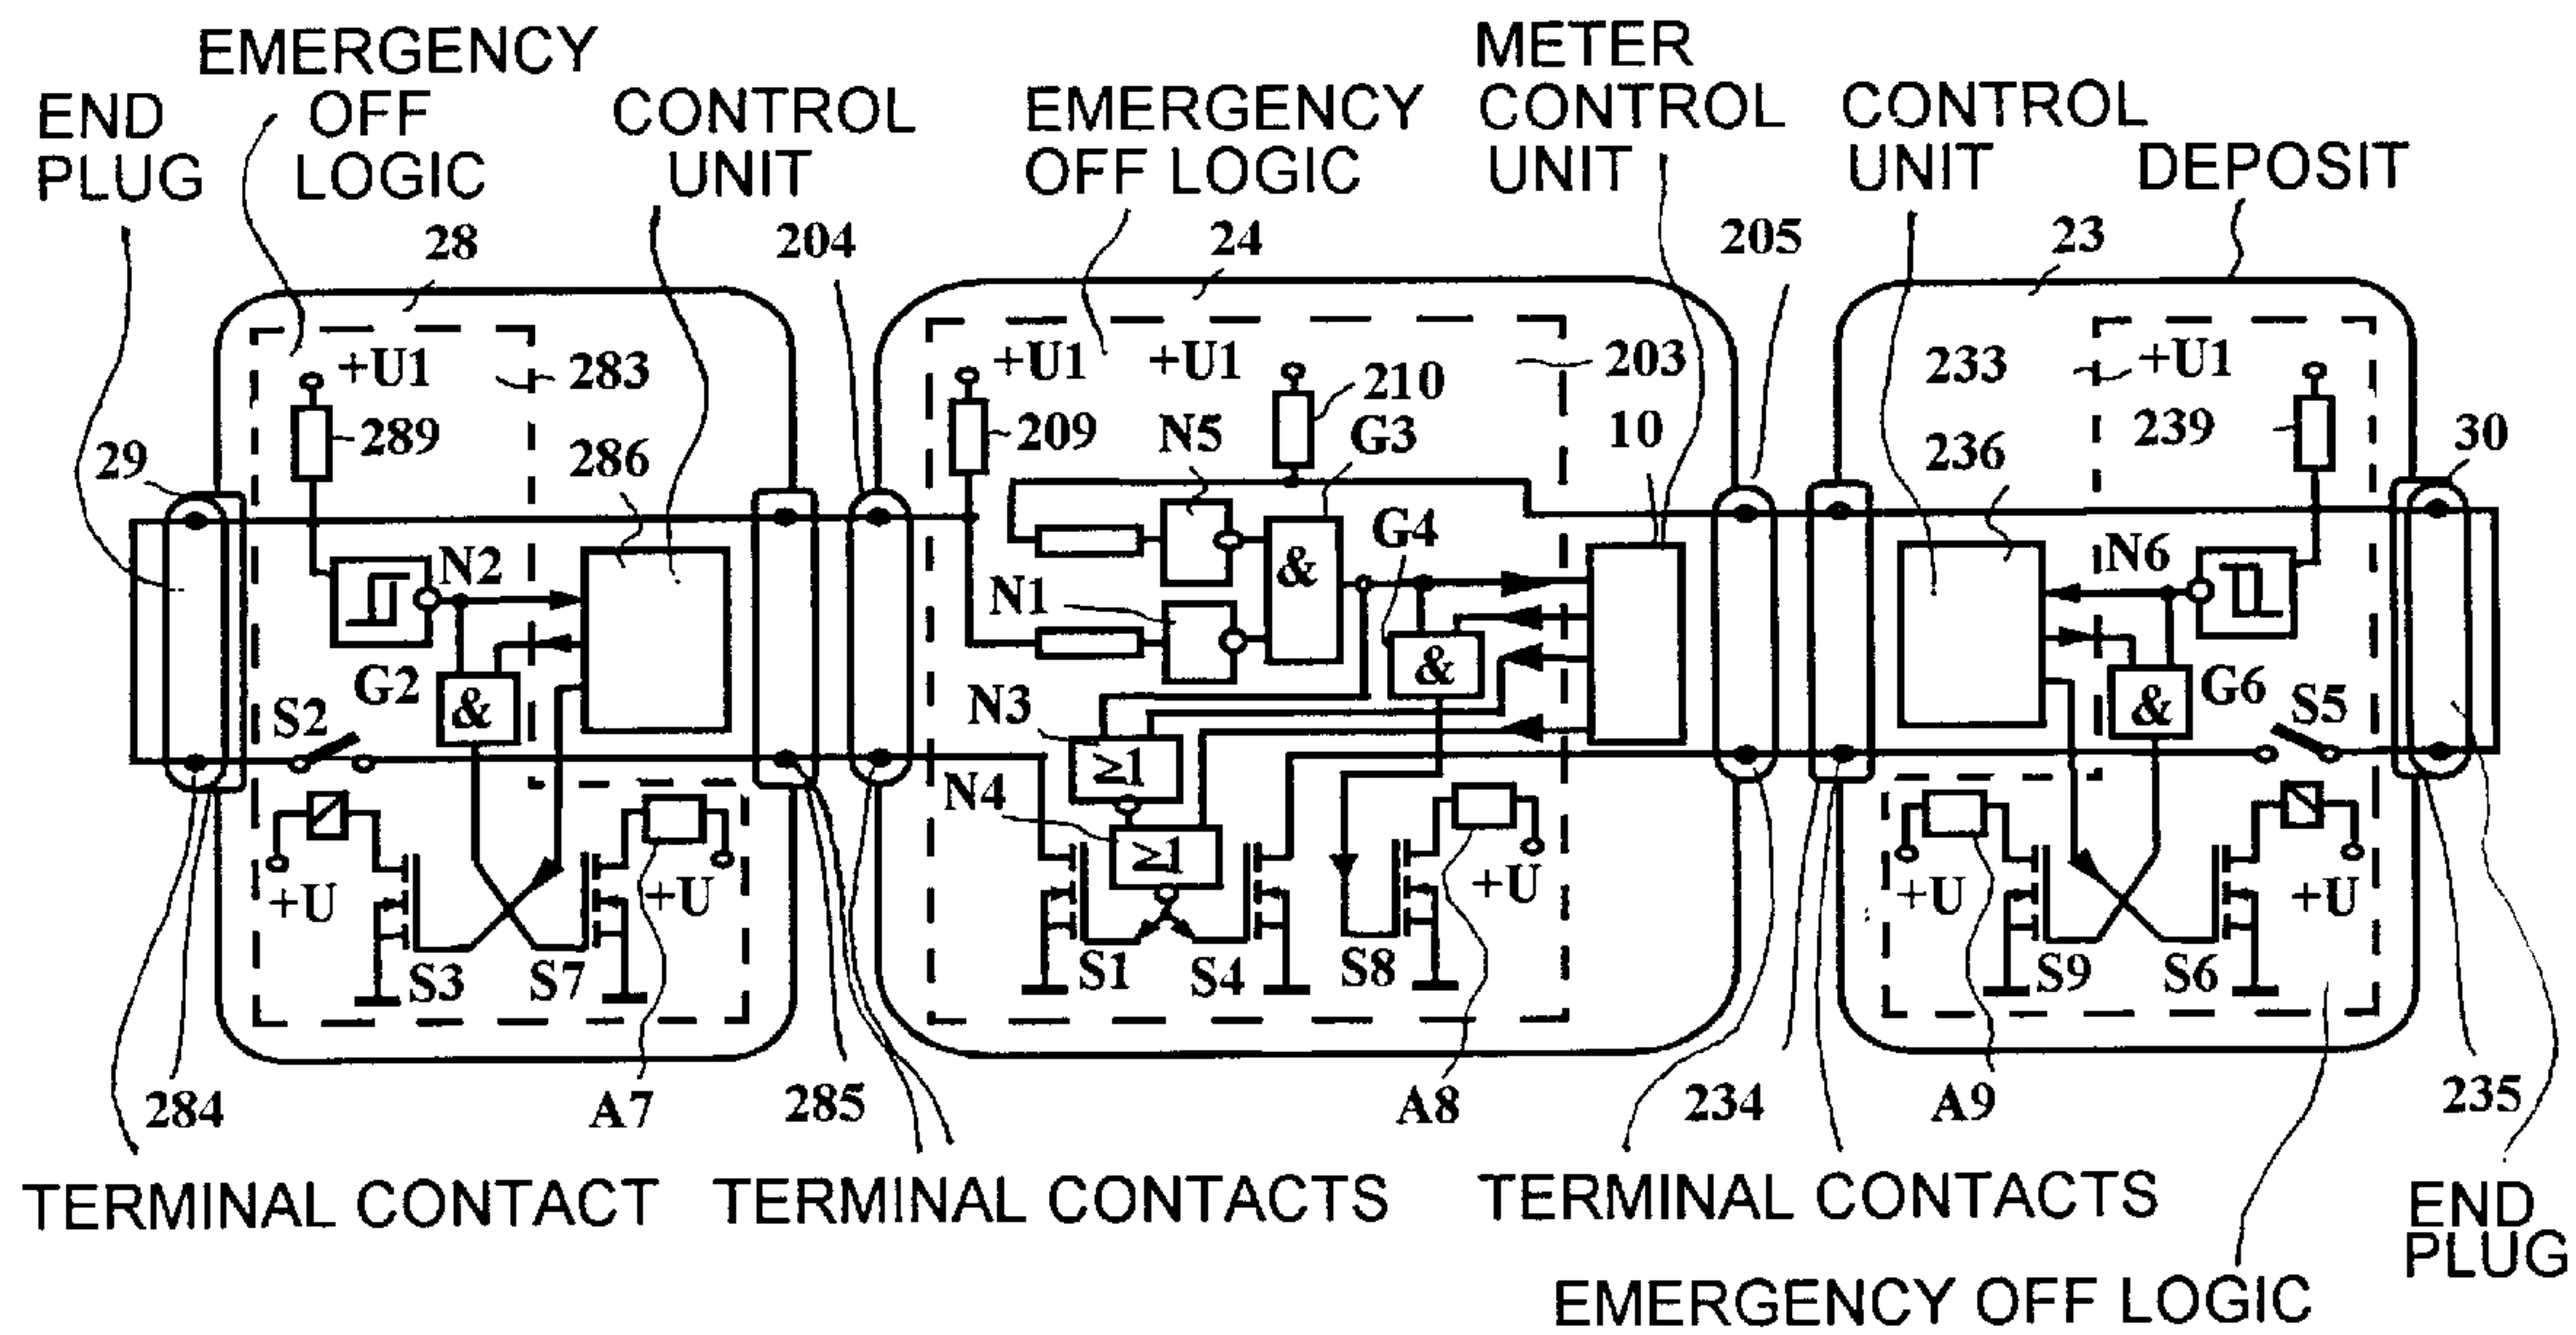 EMERGENCY
OFF
LOGIC
END
PLUG
CONTROL
UNIT
EMERGENCY
OFF LOGIC
METER
CONTROL
UNIT
CONTROL
UNIT
DEPOSIT
28
204
24
205
23
+U1
283
289
286
29
N2
G2
S2
&
+U
+U
S3
S7
+U1
+U1
203
210
209
N5
G3
10
&
G4
N1
&
N3
≥1
N4
≥1
+U
S1
S4
S8
233
+U1
239
236
30
N6
G6
&
S5
+U
+U
S9
S6
284
A7
285
A8
234
A9
235
TERMINAL CONTACT
TERMINAL CONTACTS
TERMINAL CONTACTS
END
PLUG
EMERGENCY OFF LOGIC